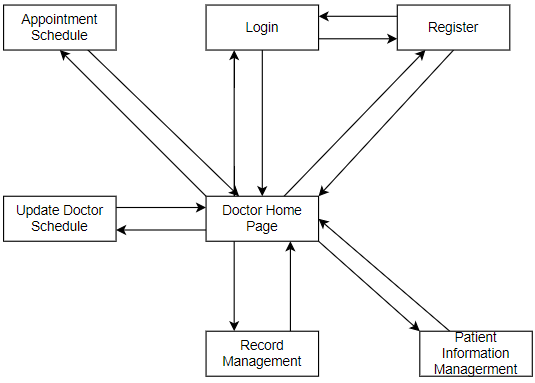 Appointment
Schedule
Login
Register
Update Doctor
Schedule
Doctor Home
Page
Record
Management
Patient
Information
Managerment